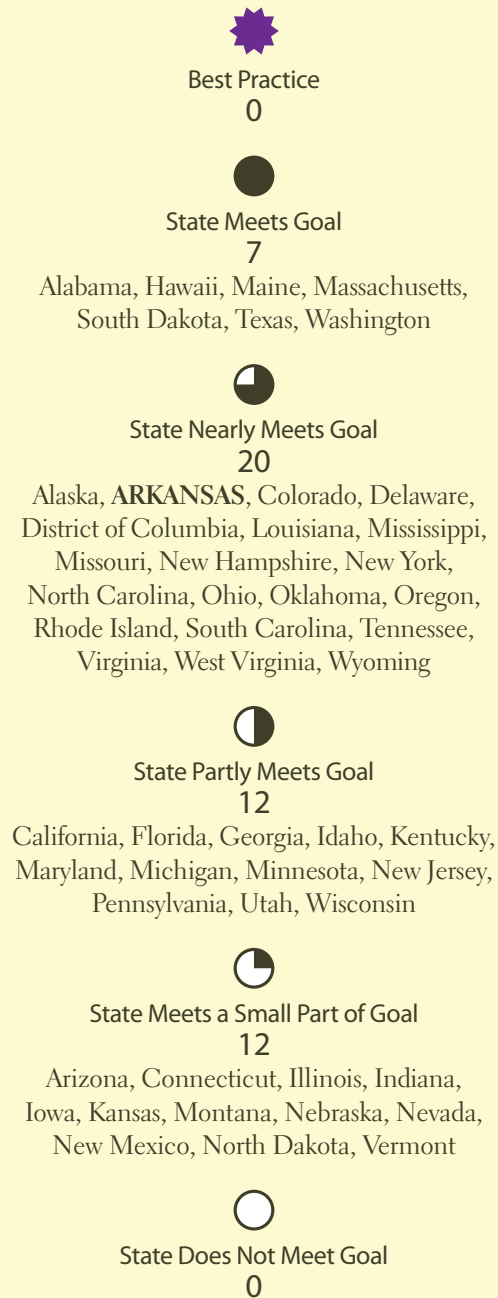 Best Practice
0
State Meets Goal
7
Alabama, Hawaii, Maine, Massachusetts,
South Dakota, Texas, Washington
State Nearly Meets Goal
20
Alaska, ARKANSAS, Colorado, Delaware,
District of Columbia, Louisiana, Mississippi,
Missouri, New Hampshire, New York,
North Carolina, Ohio, Oklahoma, Oregon,
Rhode Island, South Carolina, Tennessee,
Virginia, West Virginia, Wyoming
State Partly Meets Goal
12
California, Florida, Georgia, Idaho, Kentucky,
Maryland, Michigan, Minnesota, New Jersey,
Pennsylvania, Utah, Wisconsin
State Meets a Small Part of Goal
12
Arizona, Connecticut, Illinois, Indiana,
Iowa, Kansas, Montana, Nebraska, Nevada,
New Mexico, North Dakota, Vermont
State Does Not Meet Goal
0